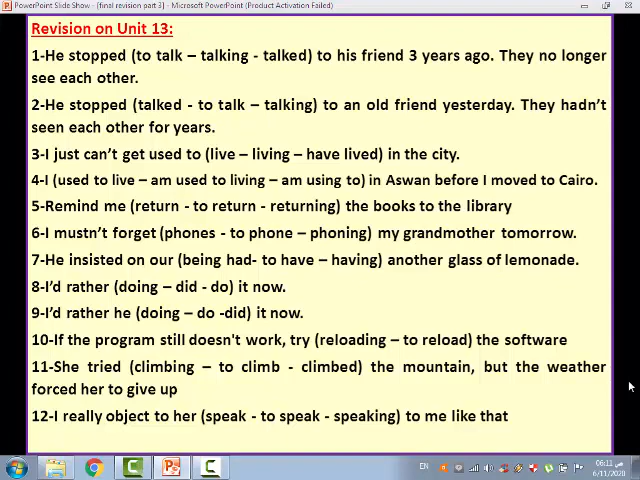 PowerPoint Slide Show - [final revision part 3] - Microsoft PowerPoint (Product Activation Failed)
Revision on Unit 13:
1-He stopped (to talk – talking - talked) to his friend 3 years ago. They no longer
see each other.
2-He stopped (talked - to talk – talking) to an old friend yesterday. They hadn't
seen each other for years.
3-I just can't get used to (live – living – have lived) in the city.
4-I (used to live – am used to living – am using to) in Aswan before I moved to Cairo.
5-Remind me (return - to return - returning) the books to the library
6-I mustn't forget (phones - to phone – phoning) my grandmother tomorrow.
7-He insisted on our (being had- to have – having) another glass of lemonade.
8-I'd rather (doing – did - do) it now.
9-I'd rather he (doing – do -did) it now.
10-If the program still doesn't work, try (reloading – to reload) the software
11-She tried (climbing – to climb - climbed) the mountain, but the weather
forced her to give up
12-I really object to her (speak - to speak - speaking) to me like that
EN
06:11 ص
6/11/2020